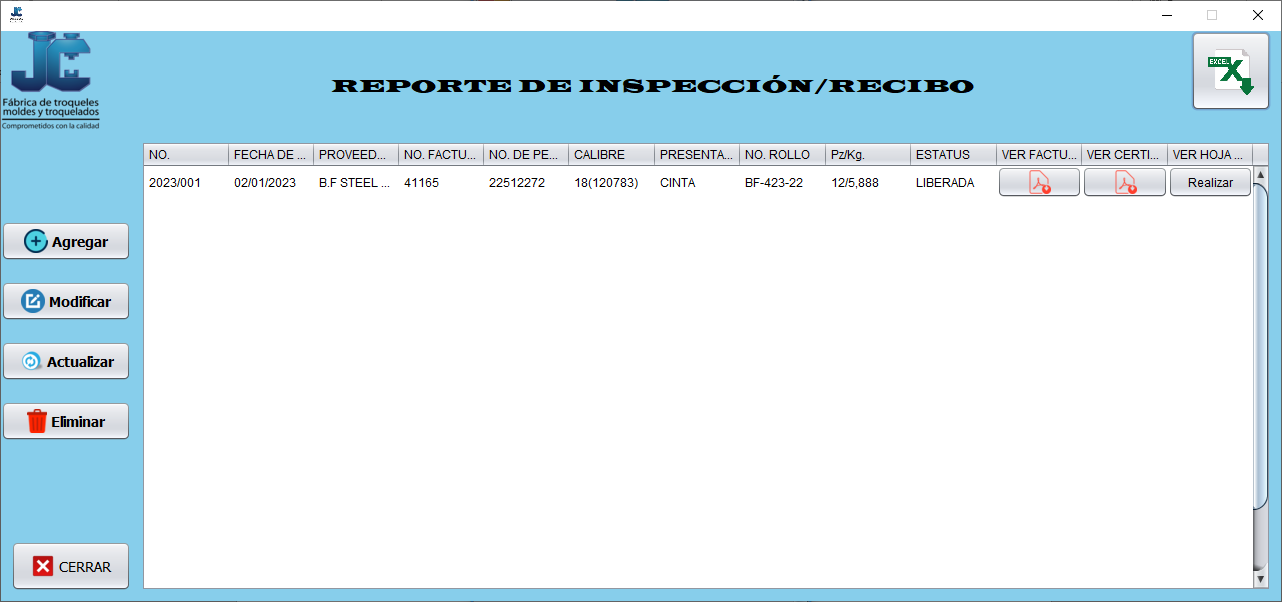 JCE
Fábrica de troqueles
moldes y troquelados
Comprometidos con la calidad
REPORTE DE INSPECCIÓN/RECIBO
EXCEL
X
NO. FECHA DE ... PROVEED... NO. FACTU... NO. DE PE... CALIBRE PRESENTA... NO. ROLLO Pz/Kg. ESTATUS VER FACTU... VER CERTI... VER HOJA ...
2023/001 02/01/2023 B.F STEEL ... 41165 22512272 18(120783) CINTA BF-423-22 12/5,888 LIBERADA Realizar
Agregar
Modificar
Actualizar
Eliminar
CERRAR